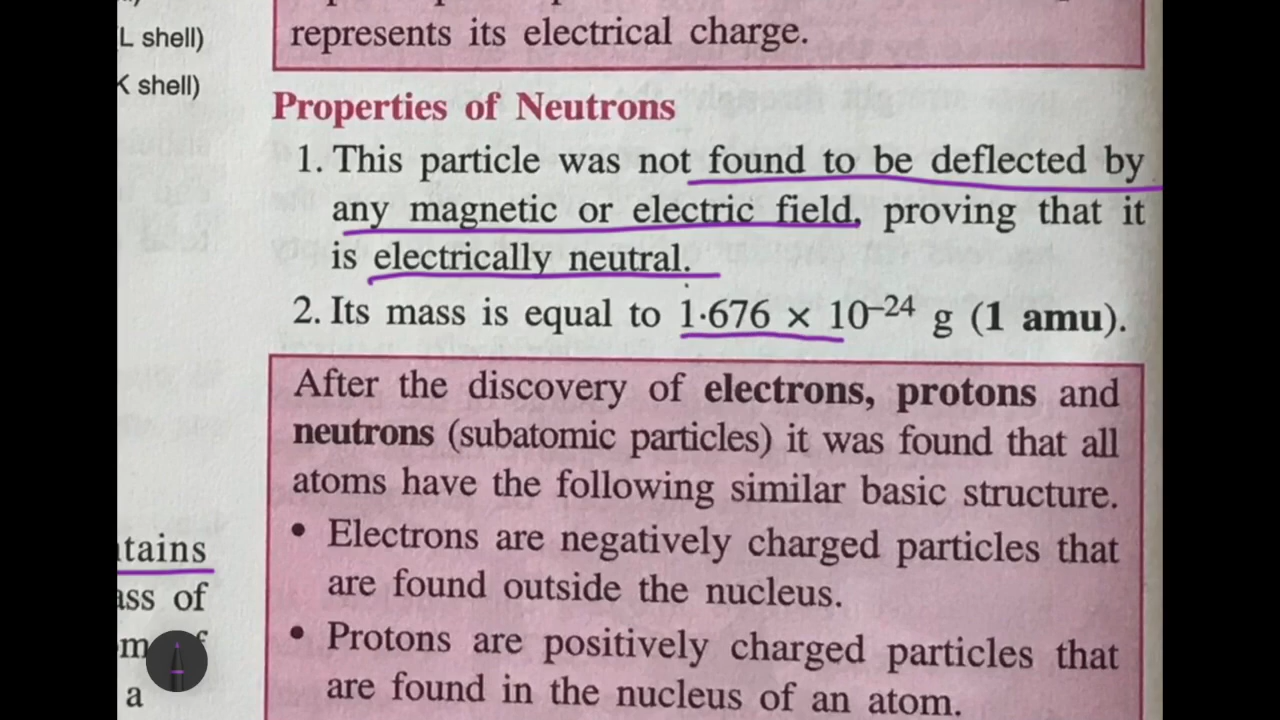 L shell)
K shell)
tains
ass of
a
represents its electrical charge.
Properties of Neutrons
1. This particle was not found to be deflected by
any magnetic or electric field, proving that it
is electrically neutral.
2. Its mass is equal to 1·676 × 10⁻²⁴ g (1 amu).
After the discovery of electrons, protons and
neutrons (subatomic particles) it was found that all
atoms have the following similar basic structure.
• Electrons are negatively charged particles that
are found outside the nucleus.
• Protons are positively charged particles that
are found in the nucleus of an atom.